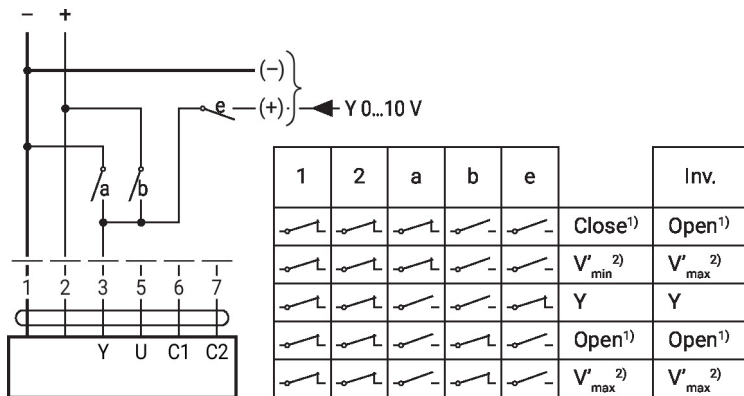 − +
(−)
e (+) Y 0...10 V
a b
1 2 3 5 6 7
Y U C1 C2
1 2 a b e Inv.
Close1) Open1)
V'min2) V'max2)
Y Y
Open1) Open1)
V'max2) V'max2)